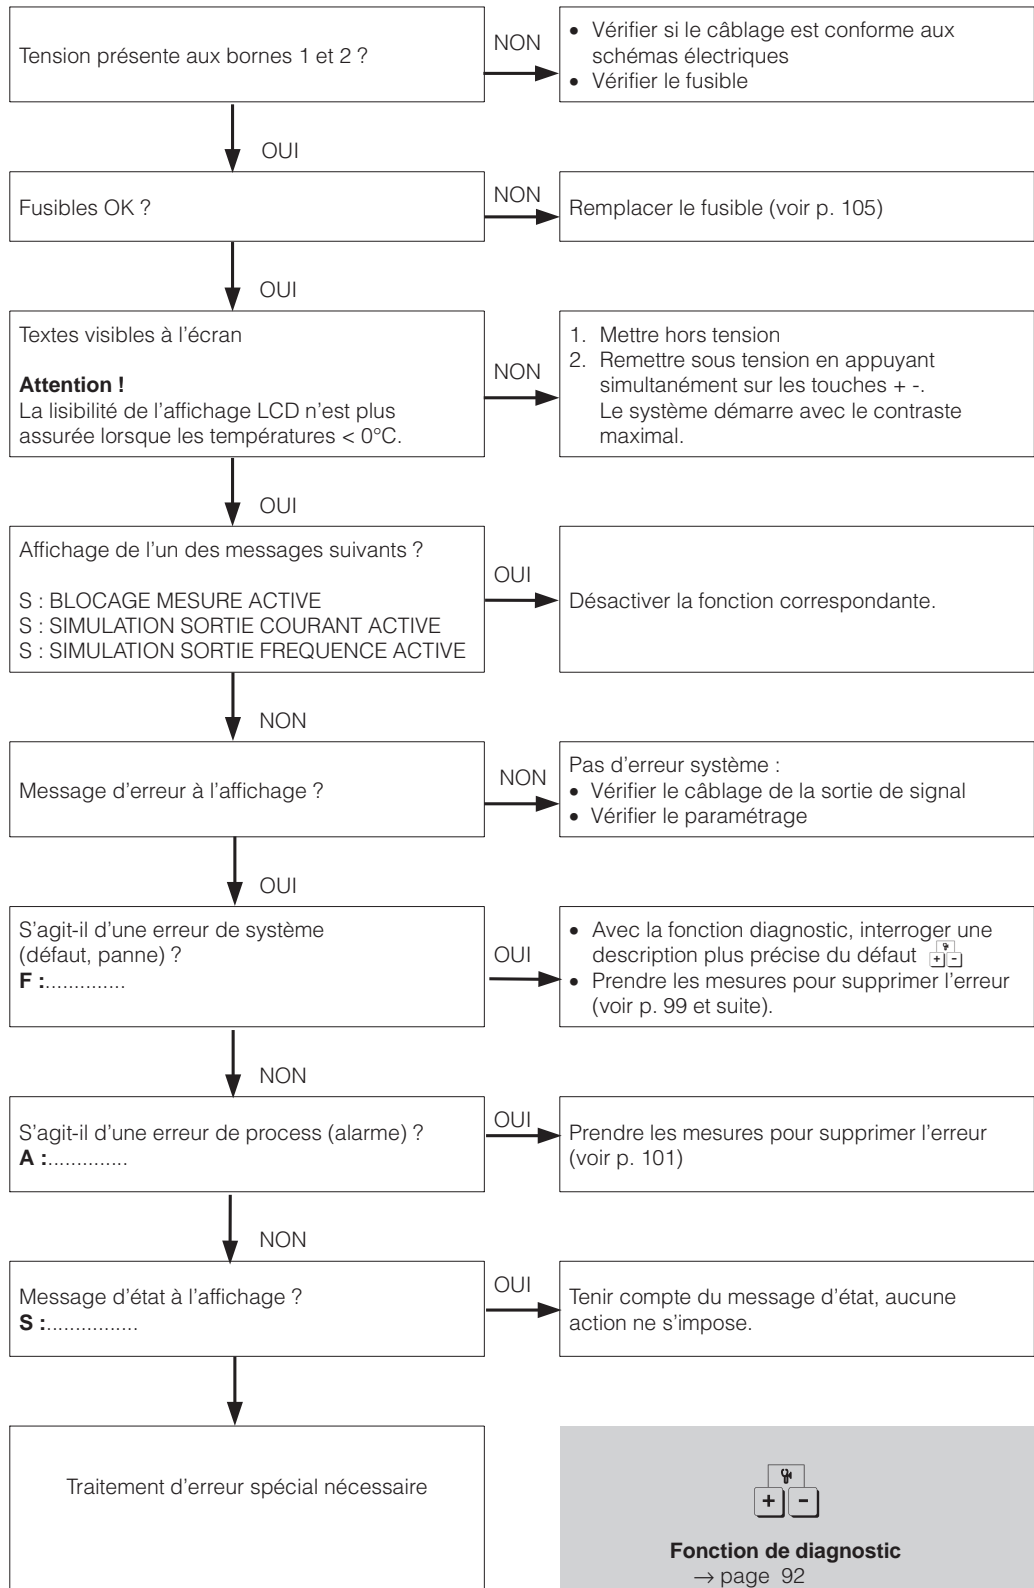 Tension présente aux bornes 1 et 2 ?
NON
• Vérifier si le câblage est conforme aux
schémas électriques
• Vérifier le fusible
OUI
Fusibles OK ?
NON
Remplacer le fusible (voir p. 105)
OUI
Textes visibles à l'écran
Attention !
La lisibilité de l'affichage LCD n'est plus
assurée lorsque les températures < 0°C.
NON
1. Mettre hors tension
2. Remettre sous tension en appuyant
simultanément sur les touches + -.
Le système démarre avec le contraste
maximal.
OUI
Affichage de l'un des messages suivants ?
S : BLOCAGE MESURE ACTIVE
S : SIMULATION SORTIE COURANT ACTIVE
S : SIMULATION SORTIE FREQUENCE ACTIVE
OUI
Désactiver la fonction correspondante.
NON
Message d'erreur à l'affichage ?
NON
Pas d'erreur système :
• Vérifier le câblage de la sortie de signal
• Vérifier le paramétrage
OUI
S'agit-il d'une erreur de système
(défaut, panne) ?
F :..............
OUI
• Avec la fonction diagnostic, interroger une
description plus précise du défaut + -
• Prendre les mesures pour supprimer l'erreur
(voir p. 99 et suite).
NON
S'agit-il d'une erreur de process (alarme) ?
A :..............
OUI
Prendre les mesures pour supprimer l'erreur
(voir p. 101)
NON
Message d'état à l'affichage ?
S :................
OUI
Tenir compte du message d'état, aucune
action ne s'impose.
Traitement d'erreur spécial nécessaire
+ -
Fonction de diagnostic
→ page 92